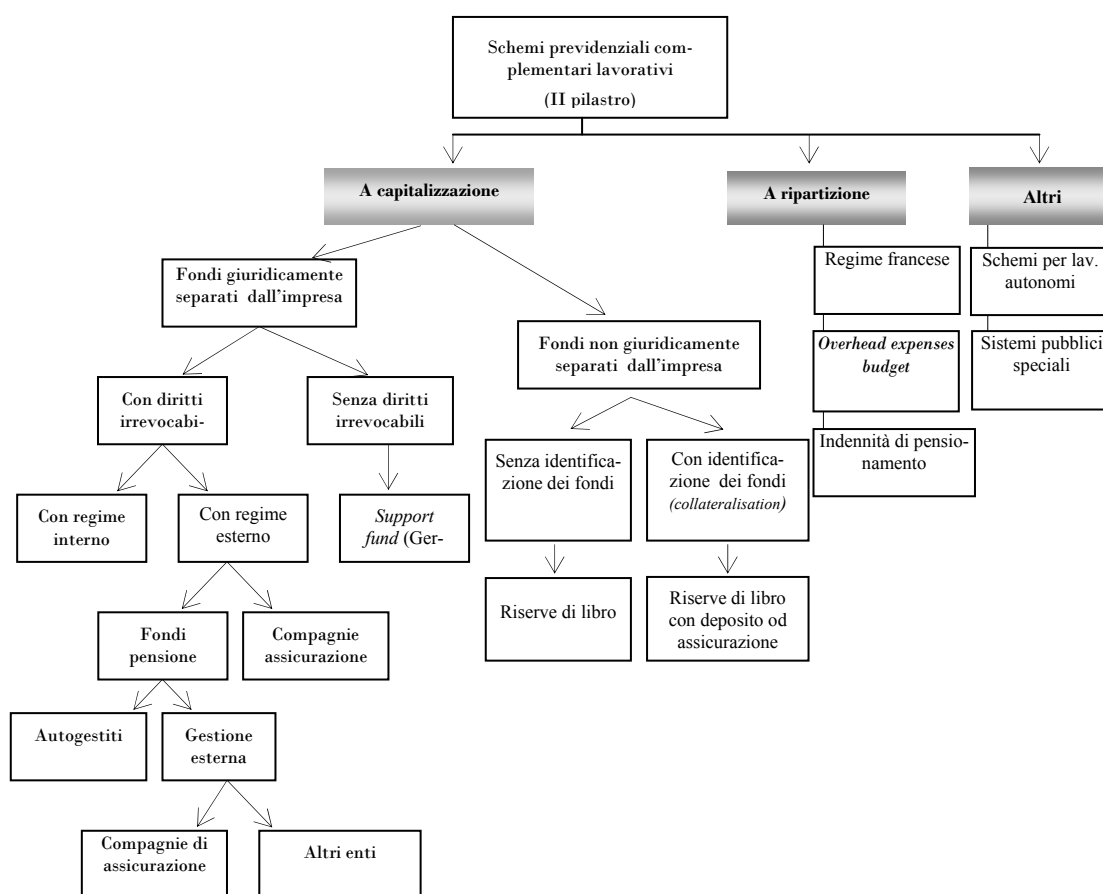 Schemi previdenziali com-
plementari lavorativi
(II pilastro)
A capitalizzazione
A ripartizione
Altri
Fondi giuridicamente
separati dall'impresa
Regime francese
Schemi per lav.
autonomi
Fondi non giuridicamente
separati dall'impresa
Overhead expenses
budget
Sistemi pubblici
speciali
Con diritti
irrevocabi-
Senza diritti
irrevocabili
Indennità di pensio-
namento
Senza identifica-
zione dei fondi
Con identifica-
zione dei fondi
(collateralisation)
Con regime
interno
Con regime
esterno
Support
fund (Ger-
Riserve di libro
Riserve di libro
con deposito od
assicurazione
Fondi
pensione
Compagnie
assicurazione
Autogestiti
Gestione
esterna
Compagnie di
assicurazione
Altri enti